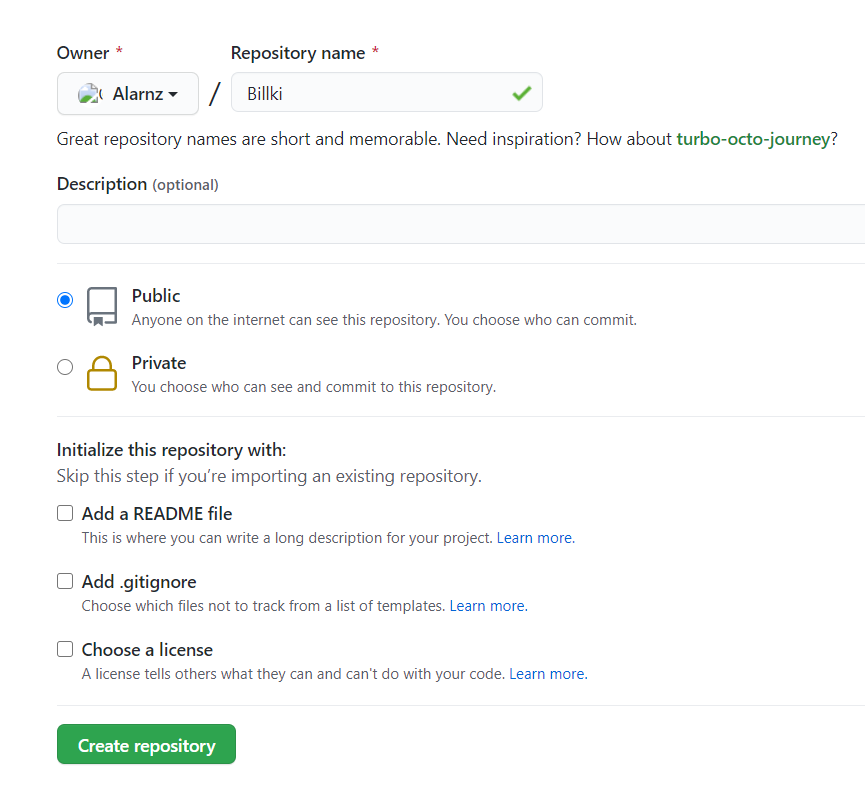 Owner * Repository name *
Alarnz / Billki
Great repository names are short and memorable. Need inspiration? How about turbo-octo-journey?
Description (optional)
Public
Anyone on the internet can see this repository. You choose who can commit.
Private
You choose who can see and commit to this repository.
Initialize this repository with:
Skip this step if you’re importing an existing repository.
Add a README file
This is where you can write a long description for your project. Learn more.
Add .gitignore
Choose which files not to track from a list of templates. Learn more.
Choose a license
A license tells others what they can and can't do with your code. Learn more.
Create repository